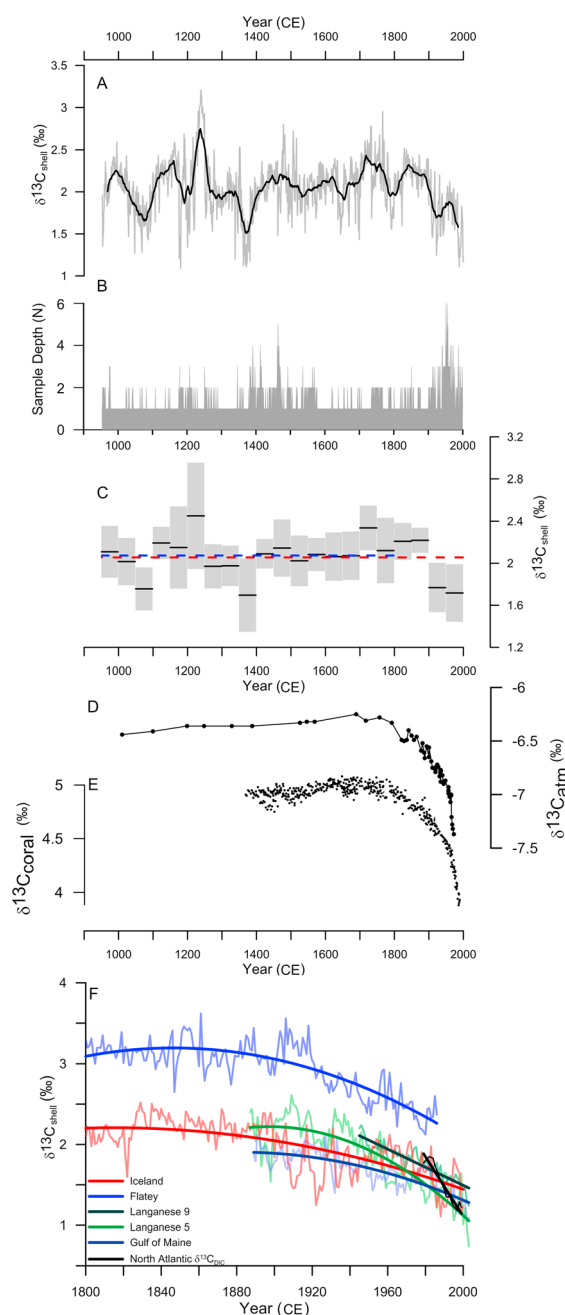 Year (CE)
1000 1200 1400 1600 1800 2000
A
3.5
3
2.5
2
1.5
1
δ13Cshell (‰)
B
6
4
2
0
Sample Depth (N)
1000 1200 1400 1600 1800 2000
C
3.2
2.8
2.4
2
1.6
1.2
δ13Cshell (‰)
1000 1200 1400 1600 1800 2000
Year (CE)
D
-6
-6.5
-7
-7.5
δ13Catm (‰)
E
5
4.5
4
δ13Ccoral (‰)
1000 1200 1400 1600 1800 2000
Year (CE)
F
4
3
2
1
δ13Cshell (‰)
Iceland
Flatey
Langanese 9
Langanese 5
Gulf of Maine
North Atlantic δ13CDIC
1800 1840 1880 1920 1960 2000
Year (CE)